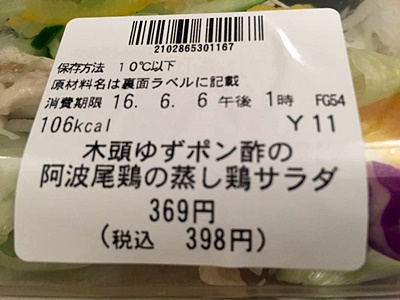 2102865301167
保存方法 10℃以下
原材料名は裏面ラベルに記載
消費期限 16. 6. 6 午後 1時 FG54
106kcal Y 11
木頭ゆずポン酢の
阿波尾鶏の蒸し鶏サラダ
369円
(税込 398円)